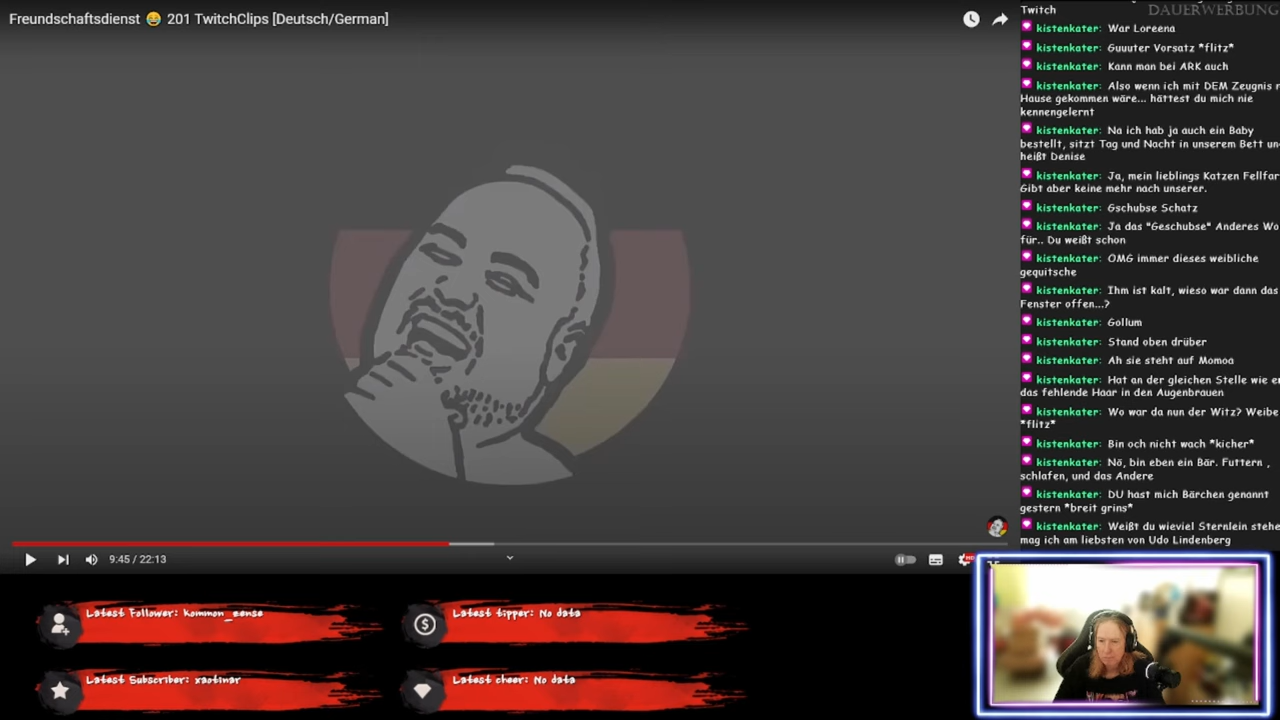 Freundschaftsdienst 😂 201 TwitchClips [Deutsch/German]
Twitch
DAUERWERBUNG
kistenkater: War Loreena
kistenkater: Guuuter Vorsatz *flitz*
kistenkater: Kann man bei ARK auch
kistenkater: Also wenn ich mit DEM Zeugnis
Hause gekommen wäre... hättest du mich nie
kennengelernt
kistenkater: Na ich hab ja auch ein Baby
bestellt, sitzt Tag und Nacht in unserem Bett
heißt Denise
kistenkater: Ja, mein lieblings Katzen
Gibt aber keine mehr nach unserer.
kistenkater: Gschubse Schatz
kistenkater: Ja das "Geschubse" Anderes
für.. Du weißt schon
kistenkater: OMG immer dieses weibliche
gequitsche
kistenkater: Ihm ist kalt, wieso war dann das
Fenster offen...?
kistenkater: Gollum
kistenkater: Stand oben drüber
kistenkater: Ah sie steht auf Momoa
kistenkater: Hat an der gleichen Stelle wie
das fehlende Haar in den Augenbrauen
kistenkater: Wo war da nun der Witz? Weibe
*flitz*
kistenkater: Bin och nicht wach *kicher*
kistenkater: Nö, bin eben ein Bär. Futtern ,
schlafen, und das Andere
kistenkater: DU hast mich Bärchen genannt
gestern *breit grins*
kistenkater: Weißt du wieviel Sternlein stehe
mag ich am liebsten von Udo Lindenberg
9:45 / 22:13
Latest Follower: Kommon_zense
Latest tipper: No data
Latest Subscriber: xaotinar
Latest cheer: No data